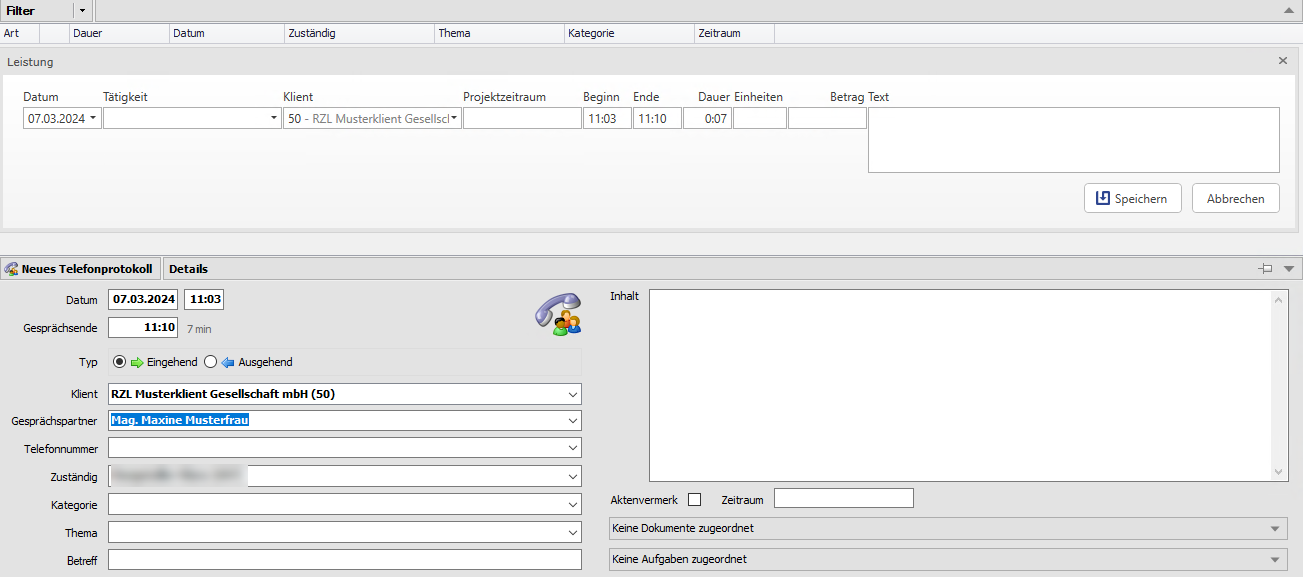 Filter
Art Dauer Datum Zuständig Thema Kategorie Zeitraum
Leistung
Datum Tätigkeit Klient Projektzeitraum Beginn Ende Dauer Einheiten Betrag Text
07.03.2024 50 - RZL Musterklient Gesellscl 11:03 11:10 0:07
Speichern Abbrechen
Neues Telefonprotokoll Details
Datum 07.03.2024 11:03 Inhalt
Gesprächsende 11:10 7 min
Typ Eingehend Ausgehend
Klient RZL Musterklient Gesellschaft mbH (50)
Gesprächspartner Mag. Maxine Musterfrau
Telefonnummer
Zuständig
Kategorie Aktenvermerk Zeitraum
Thema Keine Dokumente zugeordnet
Betreff Keine Aufgaben zugeordnet